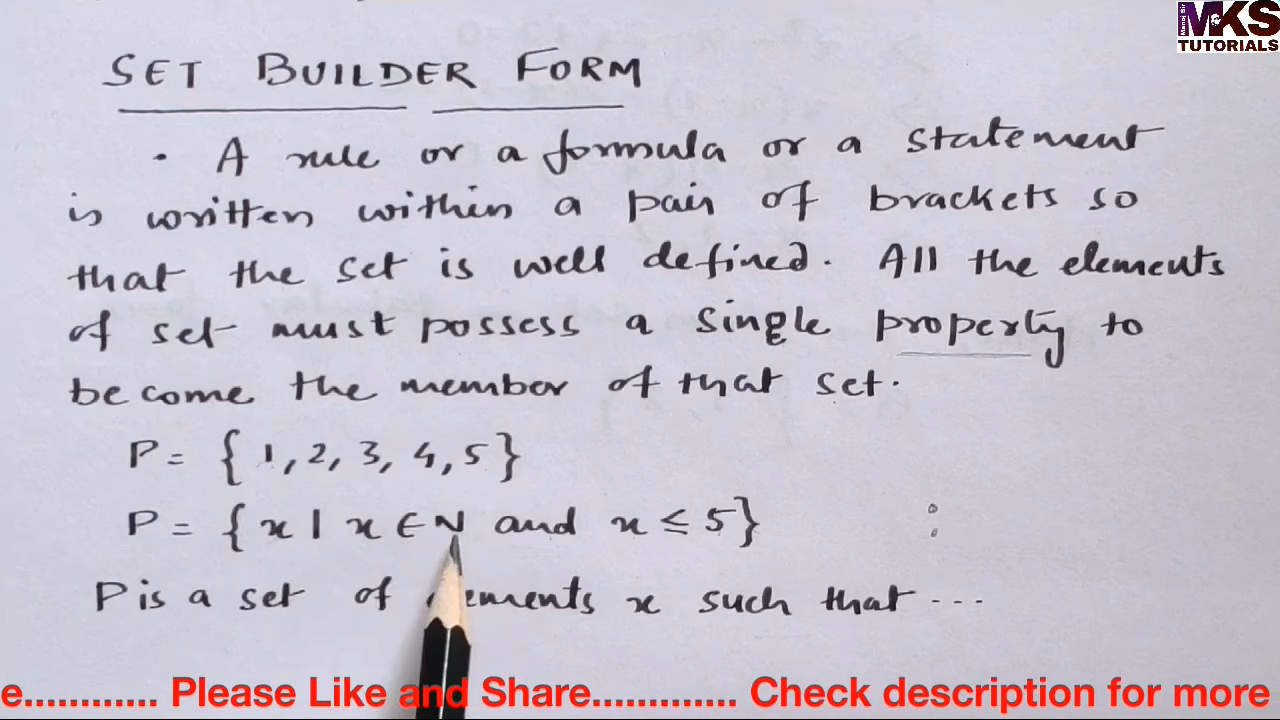 MKS
TUTORIALS
SET BUILDER FORM
• A rule or a formula or a statement
is written within a pair of brackets so
that the set is well defined. All the elements
of set must possess a single property to
become the member of that set.
P = { 1, 2, 3, 4, 5 }
P = { x | x ∈ N and x ≤ 5 } :
P is a set of ements x such that ---
e............ Please Like and Share............. Check description for more